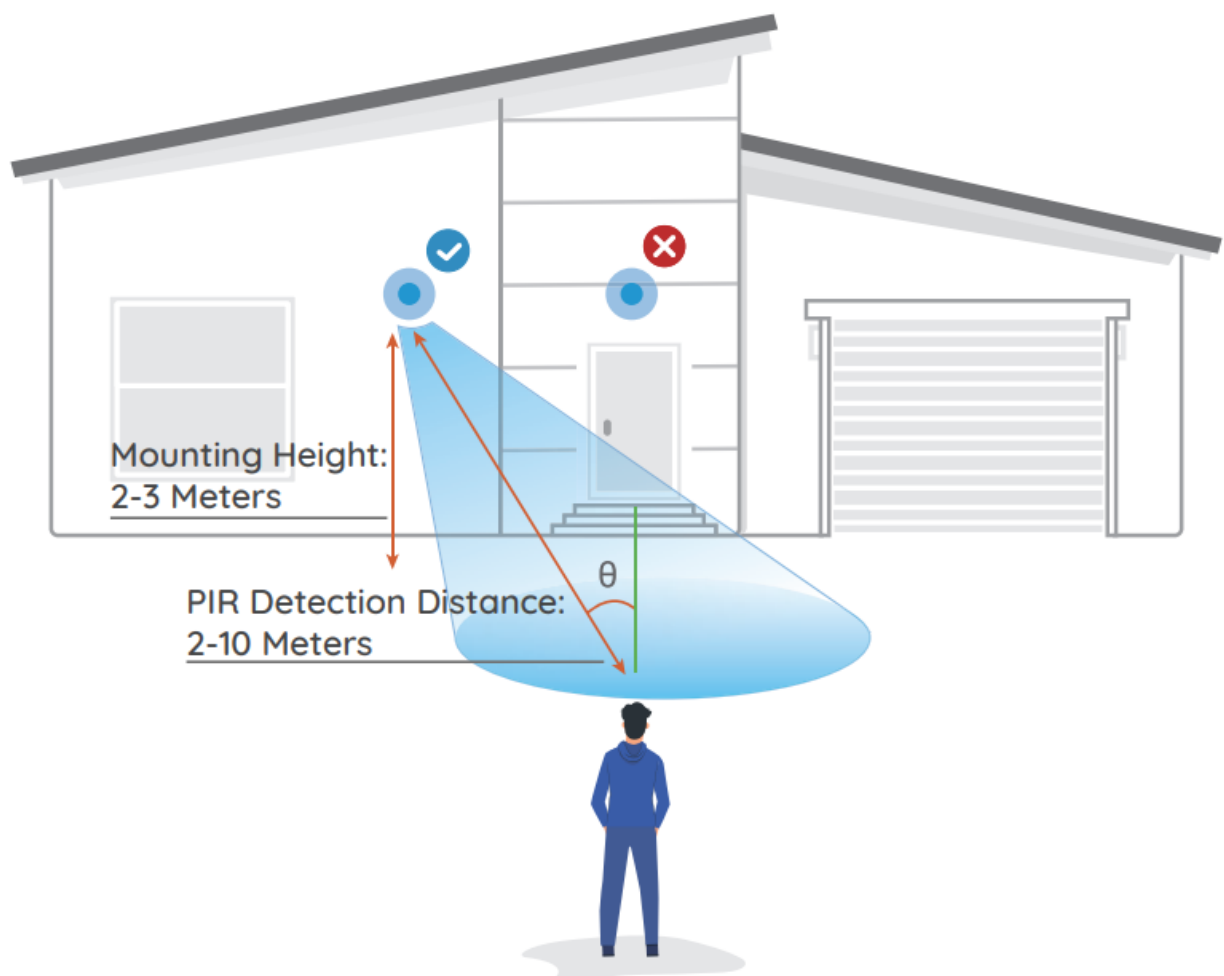 Mounting Height:
2-3 Meters
θ
PIR Detection Distance:
2-10 Meters